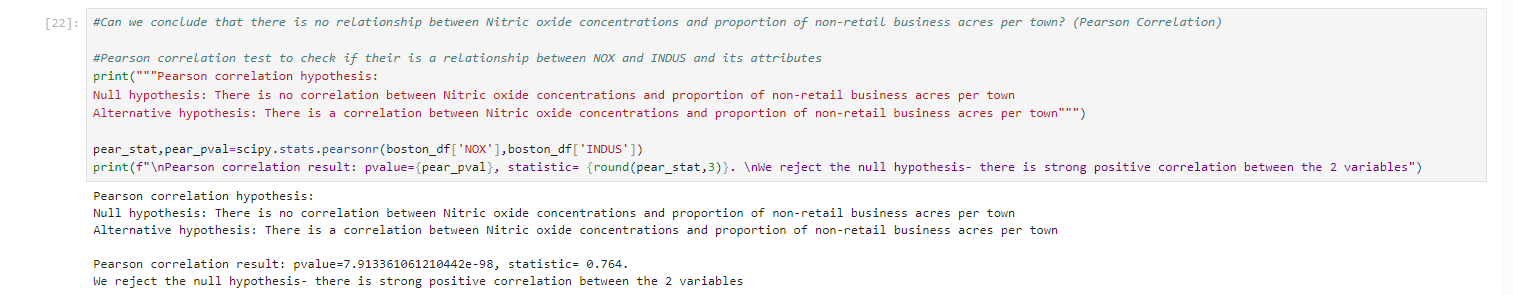 [22]:
#Can we conclude that there is no relationship between Nitric oxide concentrations and proportion of non-retail business acres per town? (Pearson Correlation)
#Pearson correlation test to check if their is a relationship between NOX and INDUS and its attributes
print("""Pearson correlation hypothesis:
Null hypothesis: There is no correlation between Nitric oxide concentrations and proportion of non-retail business acres per town
Alternative hypothesis: There is a correlation between Nitric oxide concentrations and proportion of non-retail business acres per town""")
pear_stat,pear_pval=scipy.stats.pearsonr(boston_df['NOX'],boston_df['INDUS'])
print(f"\nPearson correlation result: pvalue={pear_pval}, statistic= {round(pear_stat,3)}. \nWe reject the null hypothesis- there is strong positive correlation between the 2 variables")
Pearson correlation hypothesis:
Null hypothesis: There is no correlation between Nitric oxide concentrations and proportion of non-retail business acres per town
Alternative hypothesis: There is a correlation between Nitric oxide concentrations and proportion of non-retail business acres per town
Pearson correlation result: pvalue=7.913361061210442e-98, statistic= 0.764.
We reject the null hypothesis- there is strong positive correlation between the 2 variables